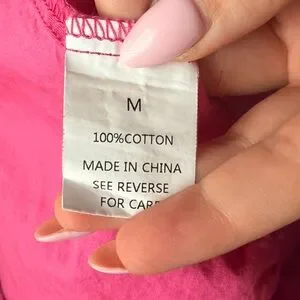 M
100%COTTON
MADE IN CHINA
SEE REVERSE
FOR CARE